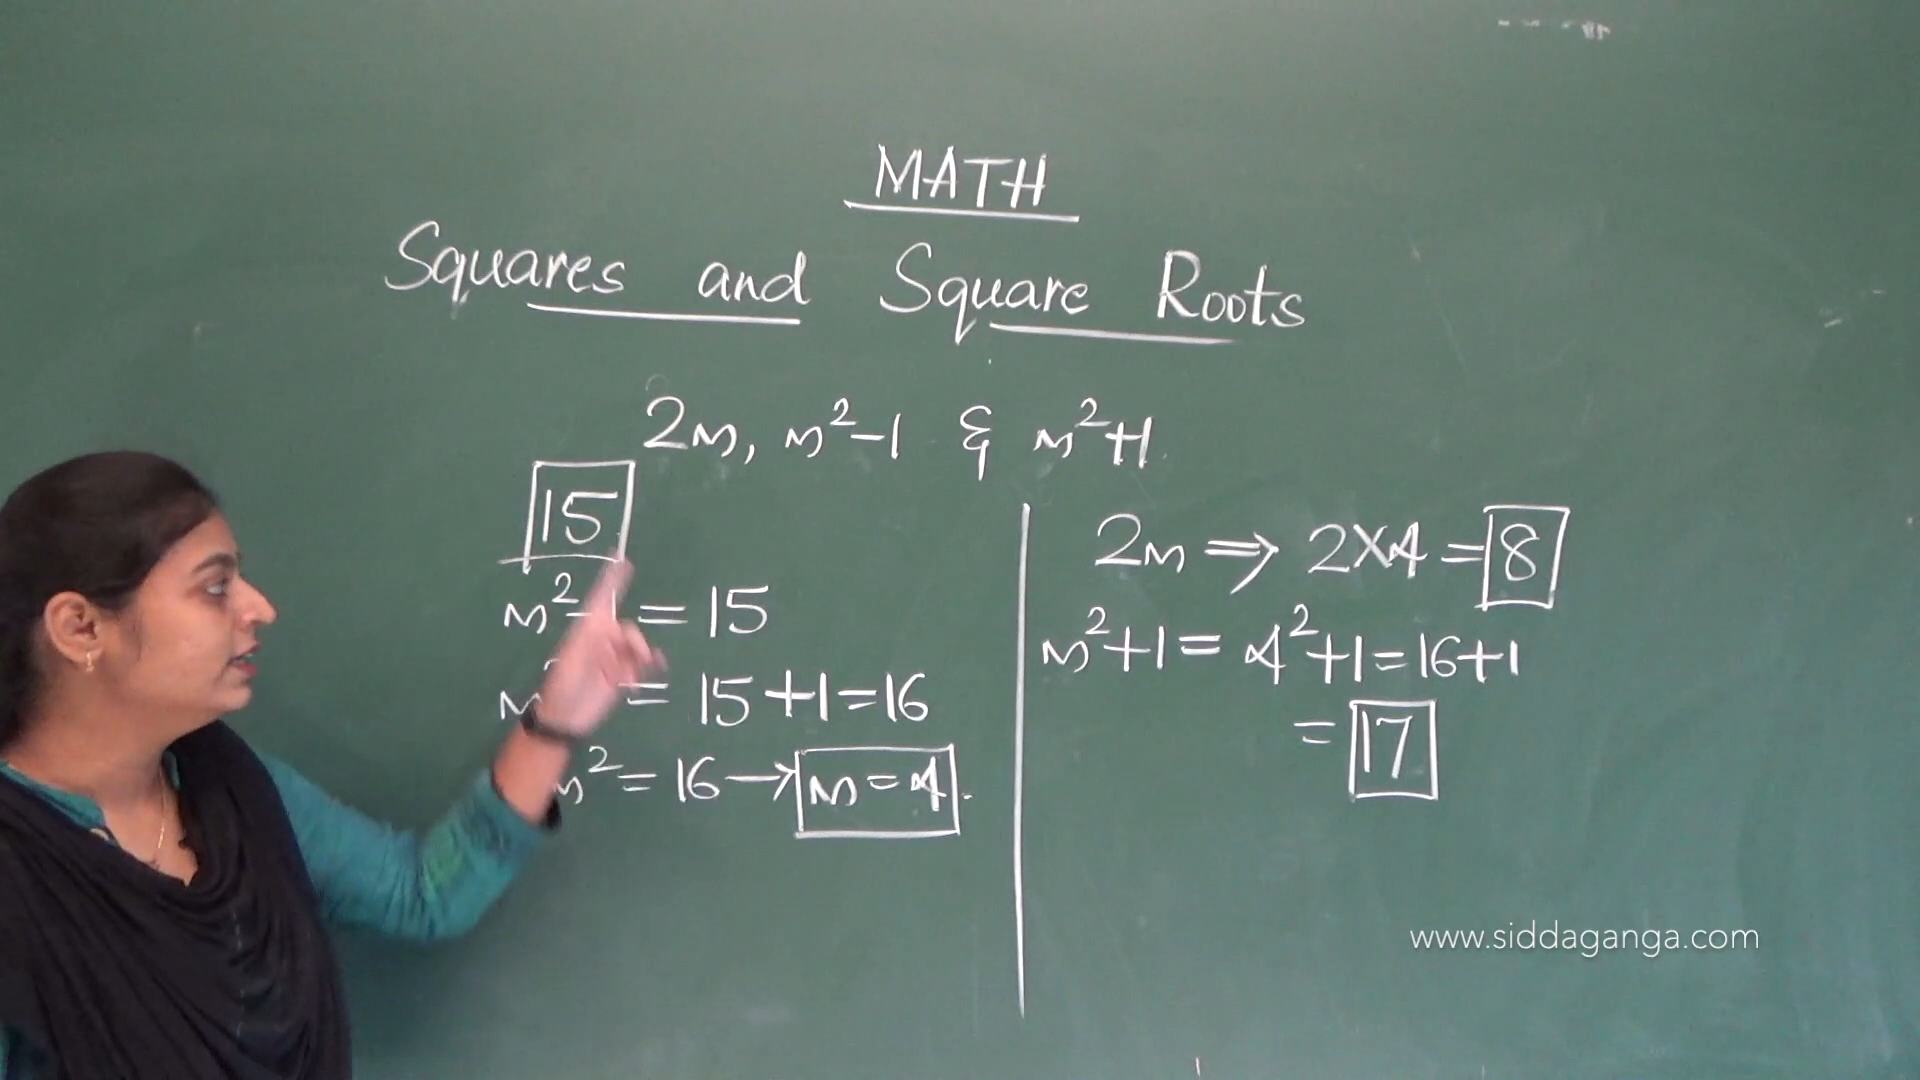 MATH
Squares and Square Roots
2m, m²-1 & m²+1.
15
m²-1 = 15
m = 15+1=16
m² = 16 → m=4.
2m ⇒ 2×4 = 8
m²+1 = 4²+1=16+1
= 17
www.siddaganga.com